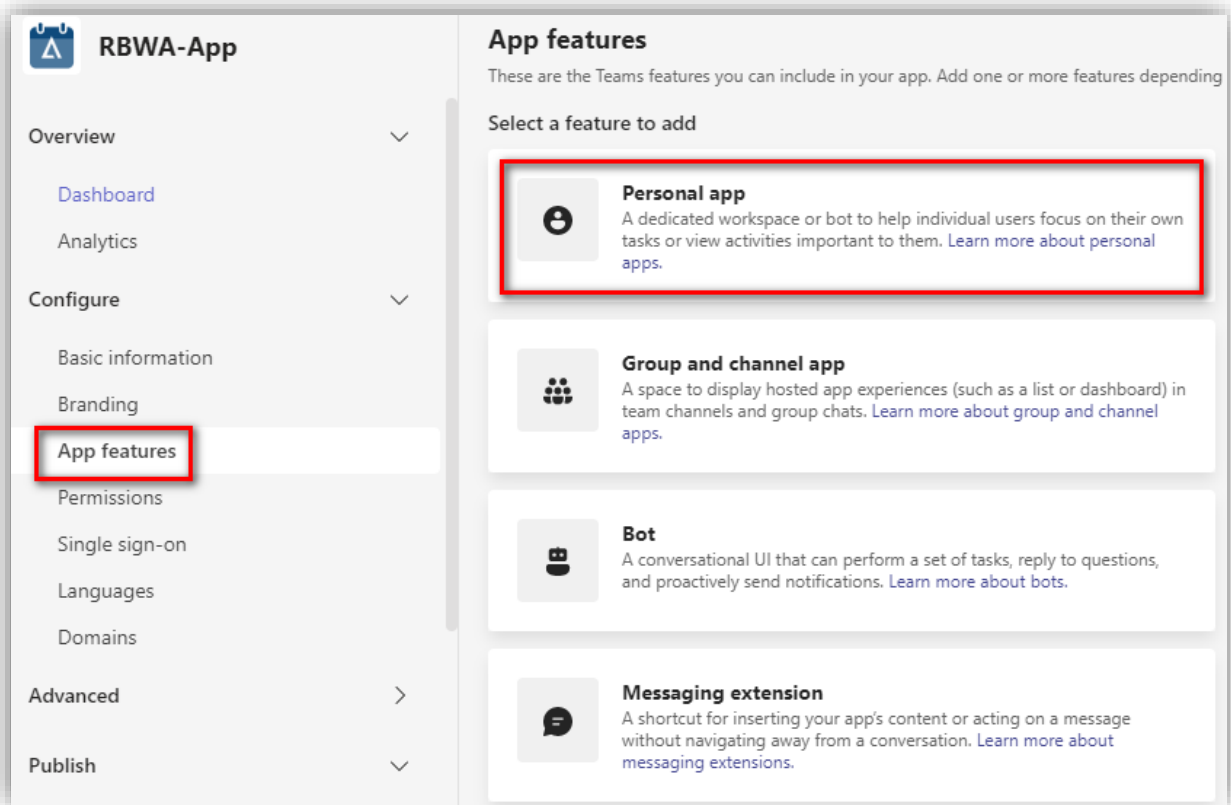 RBWA-App
Overview
Dashboard
Analytics
Configure
Basic information
Branding
App features
Permissions
Single sign-on
Languages
Domains
Advanced
Publish
App features
These are the Teams features you can include in your app. Add one or more features depending
Select a feature to add
Personal app
A dedicated workspace or bot to help individual users focus on their own
tasks or view activities important to them. Learn more about personal
apps.
Group and channel app
A space to display hosted app experiences (such as a list or dashboard) in
team channels and group chats. Learn more about group and channel
apps.
Bot
A conversational UI that can perform a set of tasks, reply to questions,
and proactively send notifications. Learn more about bots.
Messaging extension
A shortcut for inserting your app's content or acting on a message
without navigating away from a conversation. Learn more about
messaging extensions.